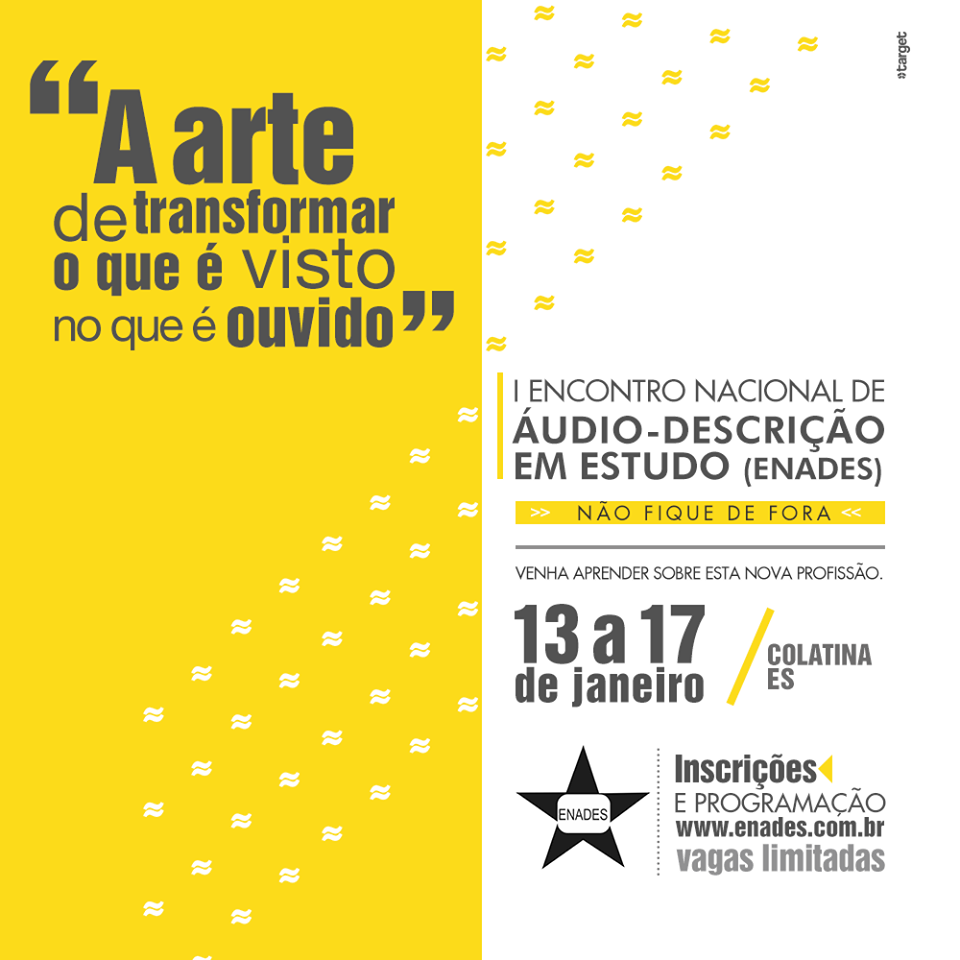 “A arte
de transformar
o que é visto
no que é ouvido”
target
I ENCONTRO NACIONAL DE
ÁUDIO-DESCRIÇÃO
EM ESTUDO (ENADES)
>> NÃO FIQUE DE FORA <<
VENHA APRENDER SOBRE ESTA NOVA PROFISSÃO.
13 a 17
de janeiro
COLATINA
ES
ENADES
Inscrições
E PROGRAMAÇÃO
www.enades.com.br
vagas limitadas